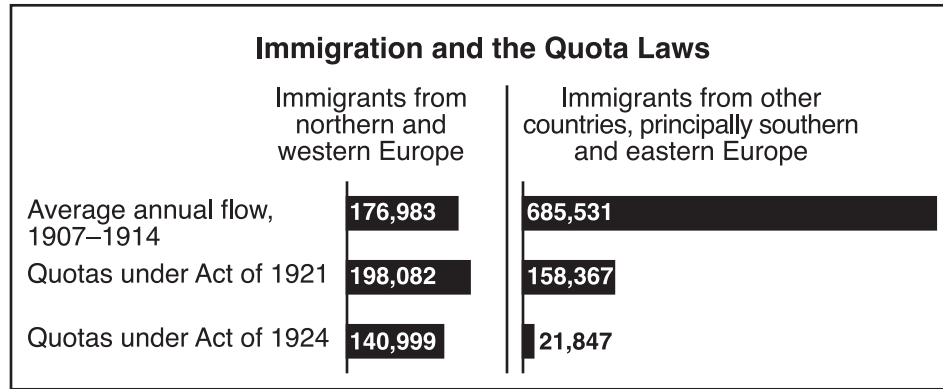 Immigration and the Quota Laws
Immigrants from
northern and
western Europe
Immigrants from other
countries, principally southern
and eastern Europe
Average annual flow,
1907–1914
176,983
685,531
Quotas under Act of 1921
198,082
158,367
Quotas under Act of 1924
140,999
21,847